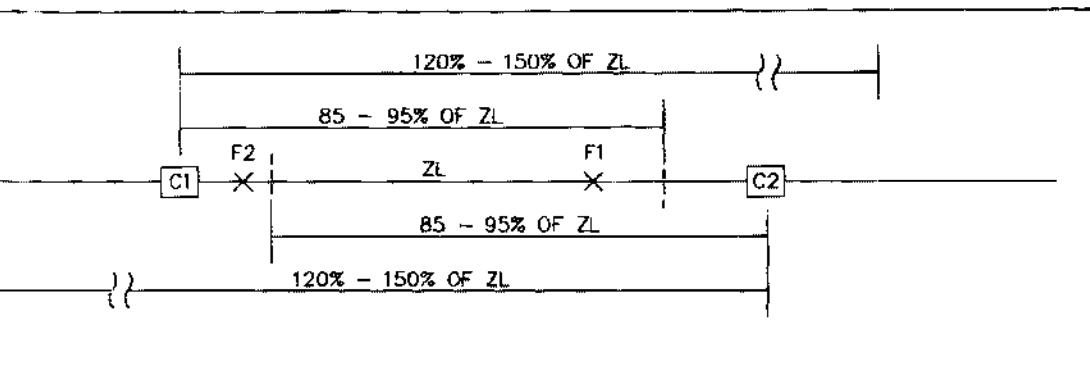 120% – 150% OF ZL
85 – 95% OF ZL
F2
F1
C1
ZL
C2
85 – 95% OF ZL
120% – 150% OF ZL